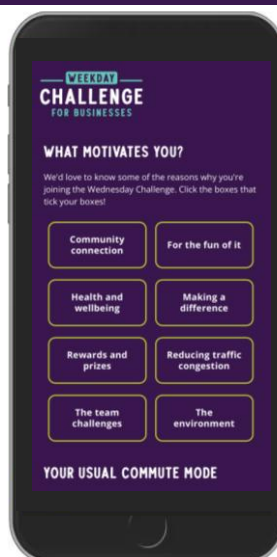 WEEKDAY
CHALLENGE
FOR BUSINESSES
WHAT MOTIVATES YOU?
We'd love to know some of the reasons why you're
joining the Wednesday Challenge. Click the boxes that
tick your boxes!
Community
connection
For the fun of it
Health and
wellbeing
Making a
difference
Rewards and
prizes
Reducing traffic
congestion
The team
challenges
The
environment
YOUR USUAL COMMUTE MODE